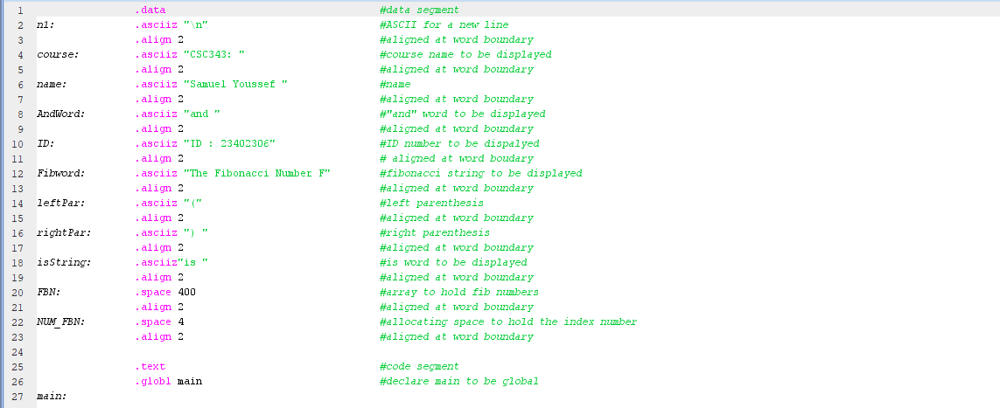 1 .data #data segment
2 n1: .asciiz "\n" #ASCII for a new line
3 .align 2 #aligned at word boundary
4 course: .asciiz "CSC343: " #course name to be displayed
5 .align 2 #aligned at word boundary
6 name: .asciiz "Samuel Youssef " #name
7 .align 2 #aligned at word boundary
8 AndWord: .asciiz "and " #"and" word to be displayed
9 .align 2 #aligned at word boundary
10 ID: .asciiz "ID : 23402306" #ID number to be dispalyed
11 .align 2 # aligned at word boudary
12 Fibword: .asciiz "The Fibonacci Number F" #fibonacci string to be displayed
13 .align 2 #aligned at word boundary
14 leftPar: .asciiz "(" #left parenthesis
15 .align 2 #aligned at word boundary
16 rightPar: .asciiz ") " #right parenthesis
17 .align 2 #aligned at word boundary
18 isString: .asciiz"is " #is word to be displayed
19 .align 2 #aligned at word boundary
20 FBN: .space 400 #array to hold fib numbers
21 .align 2 #aligned at word boundary
22 NUM_FBN: .space 4 #allocating space to hold the index number
23 .align 2 #aligned at word boundary
24
25 .text #code segment
26 .globl main #declare main to be global
27 main: